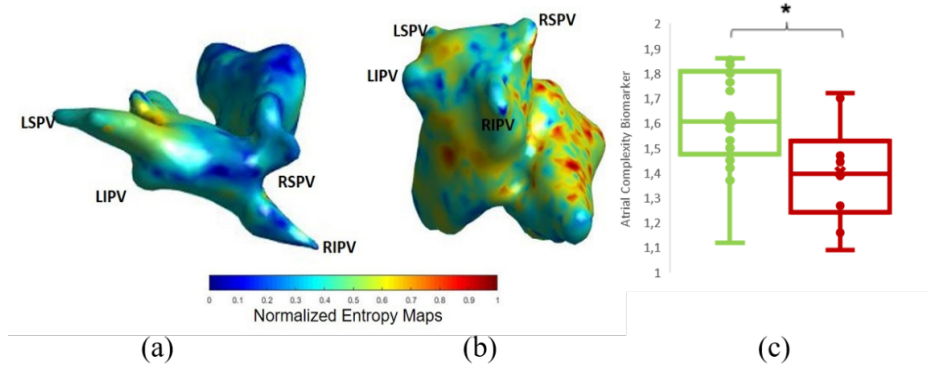 LSPV
LIPV
RSPV
RIPV
LSPV
RSPV
LIPV
RIPV
0 0.1 0.2 0.3 0.4 0.5 0.6 0.7 0.8 0.9 1
Normalized Entropy Maps
*
Atrial Complexity Biomarker
2
1,9
1,8
1,7
1,6
1,5
1,4
1,3
1,2
1,1
1
(a) (b) (c)